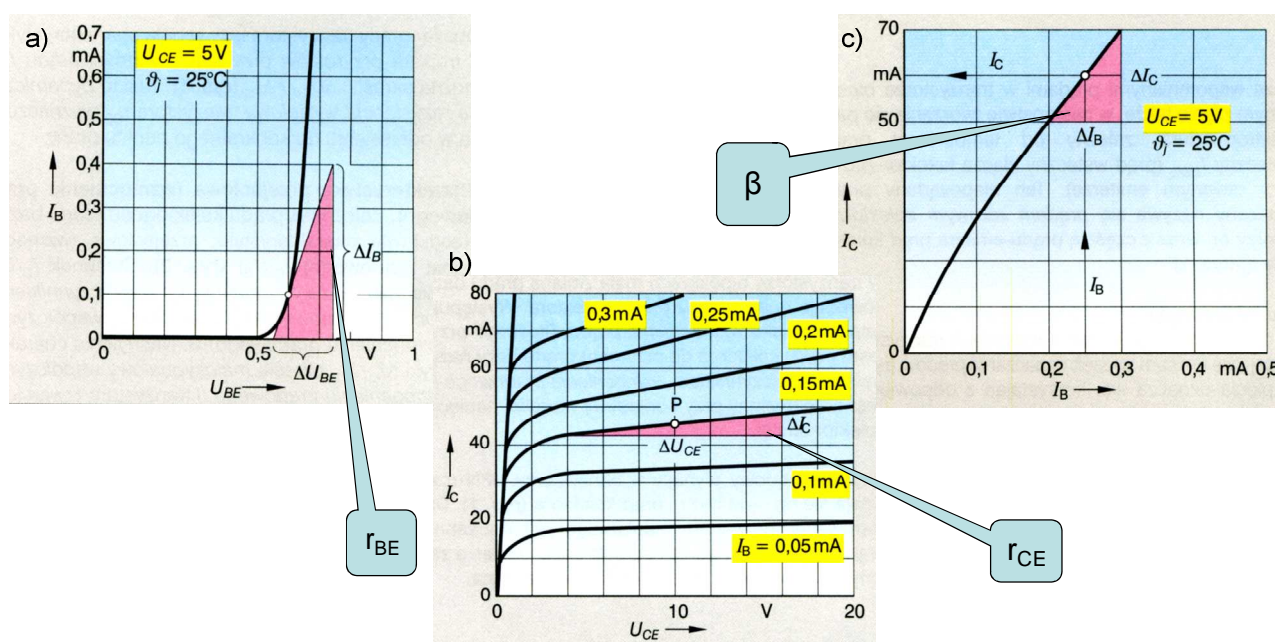 a)
0,7
mA
0,6
0,5
0,4
0,3
0,2
0,1
0
I_B
U_CE = 5V
ϑ_j = 25°C
ΔI_B
0 0,5 V 1
ΔU_BE
U_BE
r_BE
b)
80
mA
60
40
20
0
I_C
0,3mA 0,25mA
0,2mA
0,15mA
P
ΔI_C
ΔU_CE
0,1mA
I_B = 0,05mA
0 10 V 20
U_CE
r_CE
c)
70
mA
50
0
I_C
I_C
ΔI_C
ΔI_B
U_CE = 5V
ϑ_j = 25°C
I_B
0 0,1 0,2 0,3 0,4 mA 0,5
I_B
β